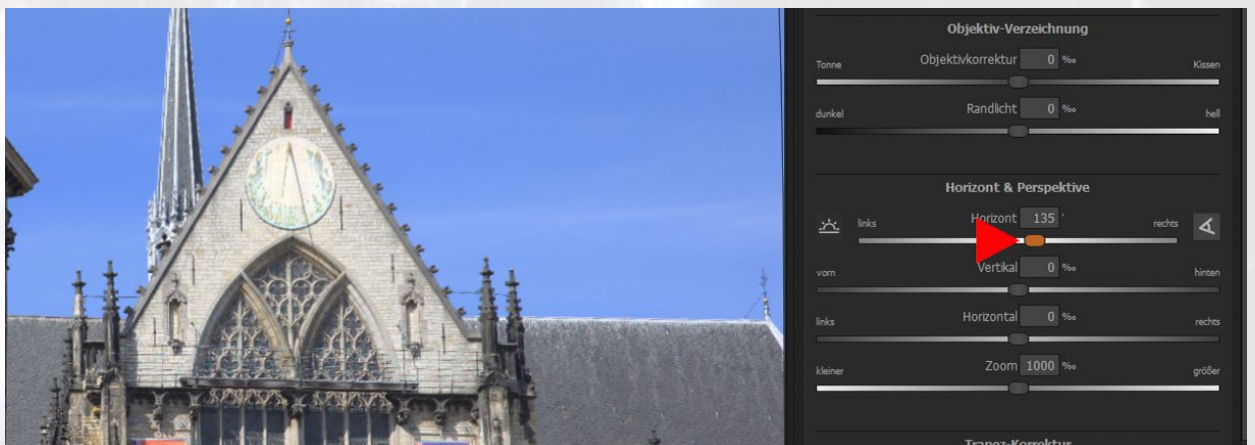 Objektiv-Verzeichnung
Objektivkorrektur 0 ‰
Tonne Kissen
Randlicht 0 ‰
dunkel hell
Horizont & Perspektive
Horizont 135 '
links rechts
Vertikal 0 ‰
vorn hinten
Horizontal 0 ‰
links rechts
Zoom 1000 ‰
kleiner größer
Trapez-Korrektur